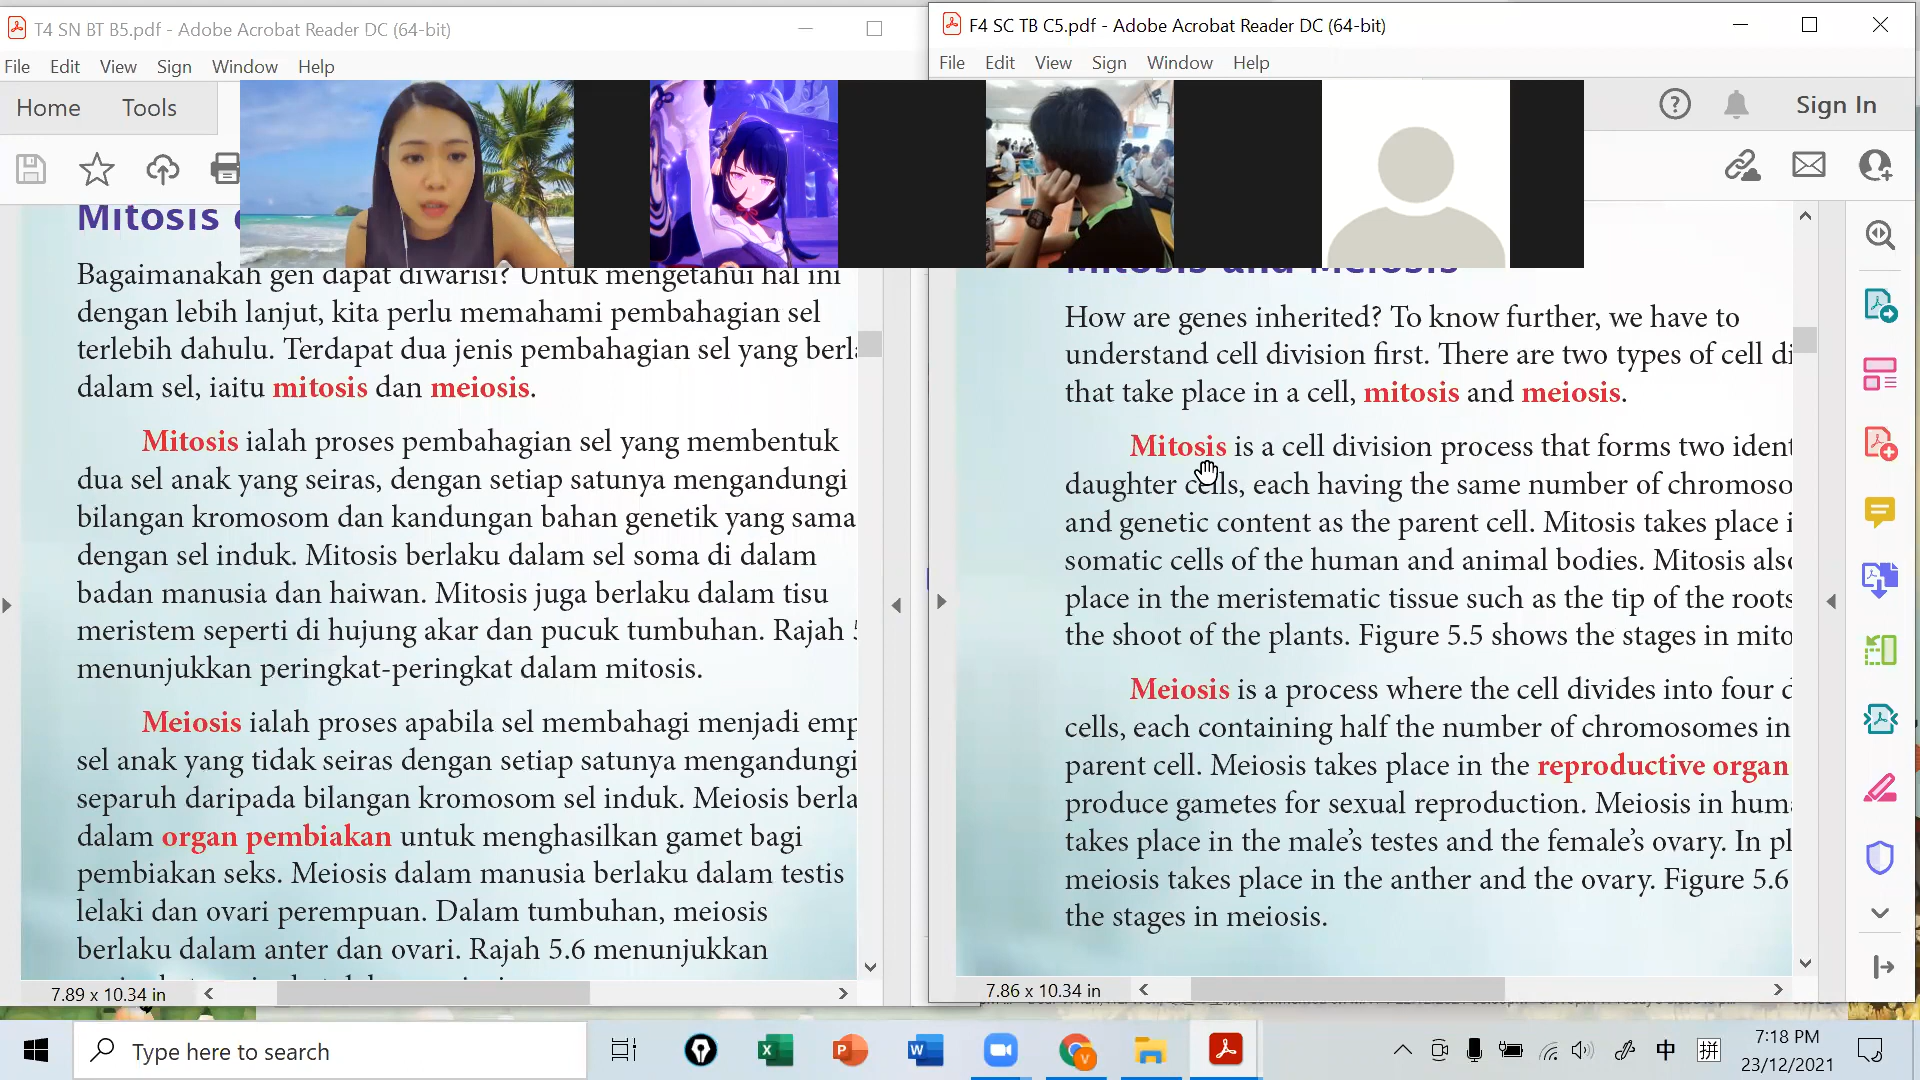 T4 SN BT B5.pdf - Adobe Acrobat Reader DC (64-bit)
File Edit View Sign Window Help
Home Tools
Mitosis
Bagaimanakah gen dapat diwarisi? Untuk mengetahui hal ini
dengan lebih lanjut, kita perlu memahami pembahagian sel
terlebih dahulu. Terdapat dua jenis pembahagian sel yang berla
dalam sel, iaitu mitosis dan meiosis.
Mitosis ialah proses pembahagian sel yang membentuk
dua sel anak yang seiras, dengan setiap satunya mengandungi
bilangan kromosom dan kandungan bahan genetik yang sama
dengan sel induk. Mitosis berlaku dalam sel soma di dalam
badan manusia dan haiwan. Mitosis juga berlaku dalam tisu
meristem seperti di hujung akar dan pucuk tumbuhan. Rajah 5
menunjukkan peringkat-peringkat dalam mitosis.
Meiosis ialah proses apabila sel membahagi menjadi emp
sel anak yang tidak seiras dengan setiap satunya mengandungi
separuh daripada bilangan kromosom sel induk. Meiosis berla
dalam organ pembiakan untuk menghasilkan gamet bagi
pembiakan seks. Meiosis dalam manusia berlaku dalam testis
lelaki dan ovari perempuan. Dalam tumbuhan, meiosis
berlaku dalam anter dan ovari. Rajah 5.6 menunjukkan
7.89 x 10.34 in
F4 SC TB C5.pdf - Adobe Acrobat Reader DC (64-bit)
File Edit View Sign Window Help
Sign In
Mitosis and Meiosis
How are genes inherited? To know further, we have to
understand cell division first. There are two types of cell di
that take place in a cell, mitosis and meiosis.
Mitosis is a cell division process that forms two ident
daughter cells, each having the same number of chromoso
and genetic content as the parent cell. Mitosis takes place i
somatic cells of the human and animal bodies. Mitosis also
place in the meristematic tissue such as the tip of the roots
the shoot of the plants. Figure 5.5 shows the stages in mito
Meiosis is a process where the cell divides into four d
cells, each containing half the number of chromosomes in
parent cell. Meiosis takes place in the reproductive organ
produce gametes for sexual reproduction. Meiosis in hum
takes place in the male's testes and the female's ovary. In pl
meiosis takes place in the anther and the ovary. Figure 5.6
the stages in meiosis.
7.86 x 10.34 in
Type here to search
中 拼
7:18 PM
23/12/2021